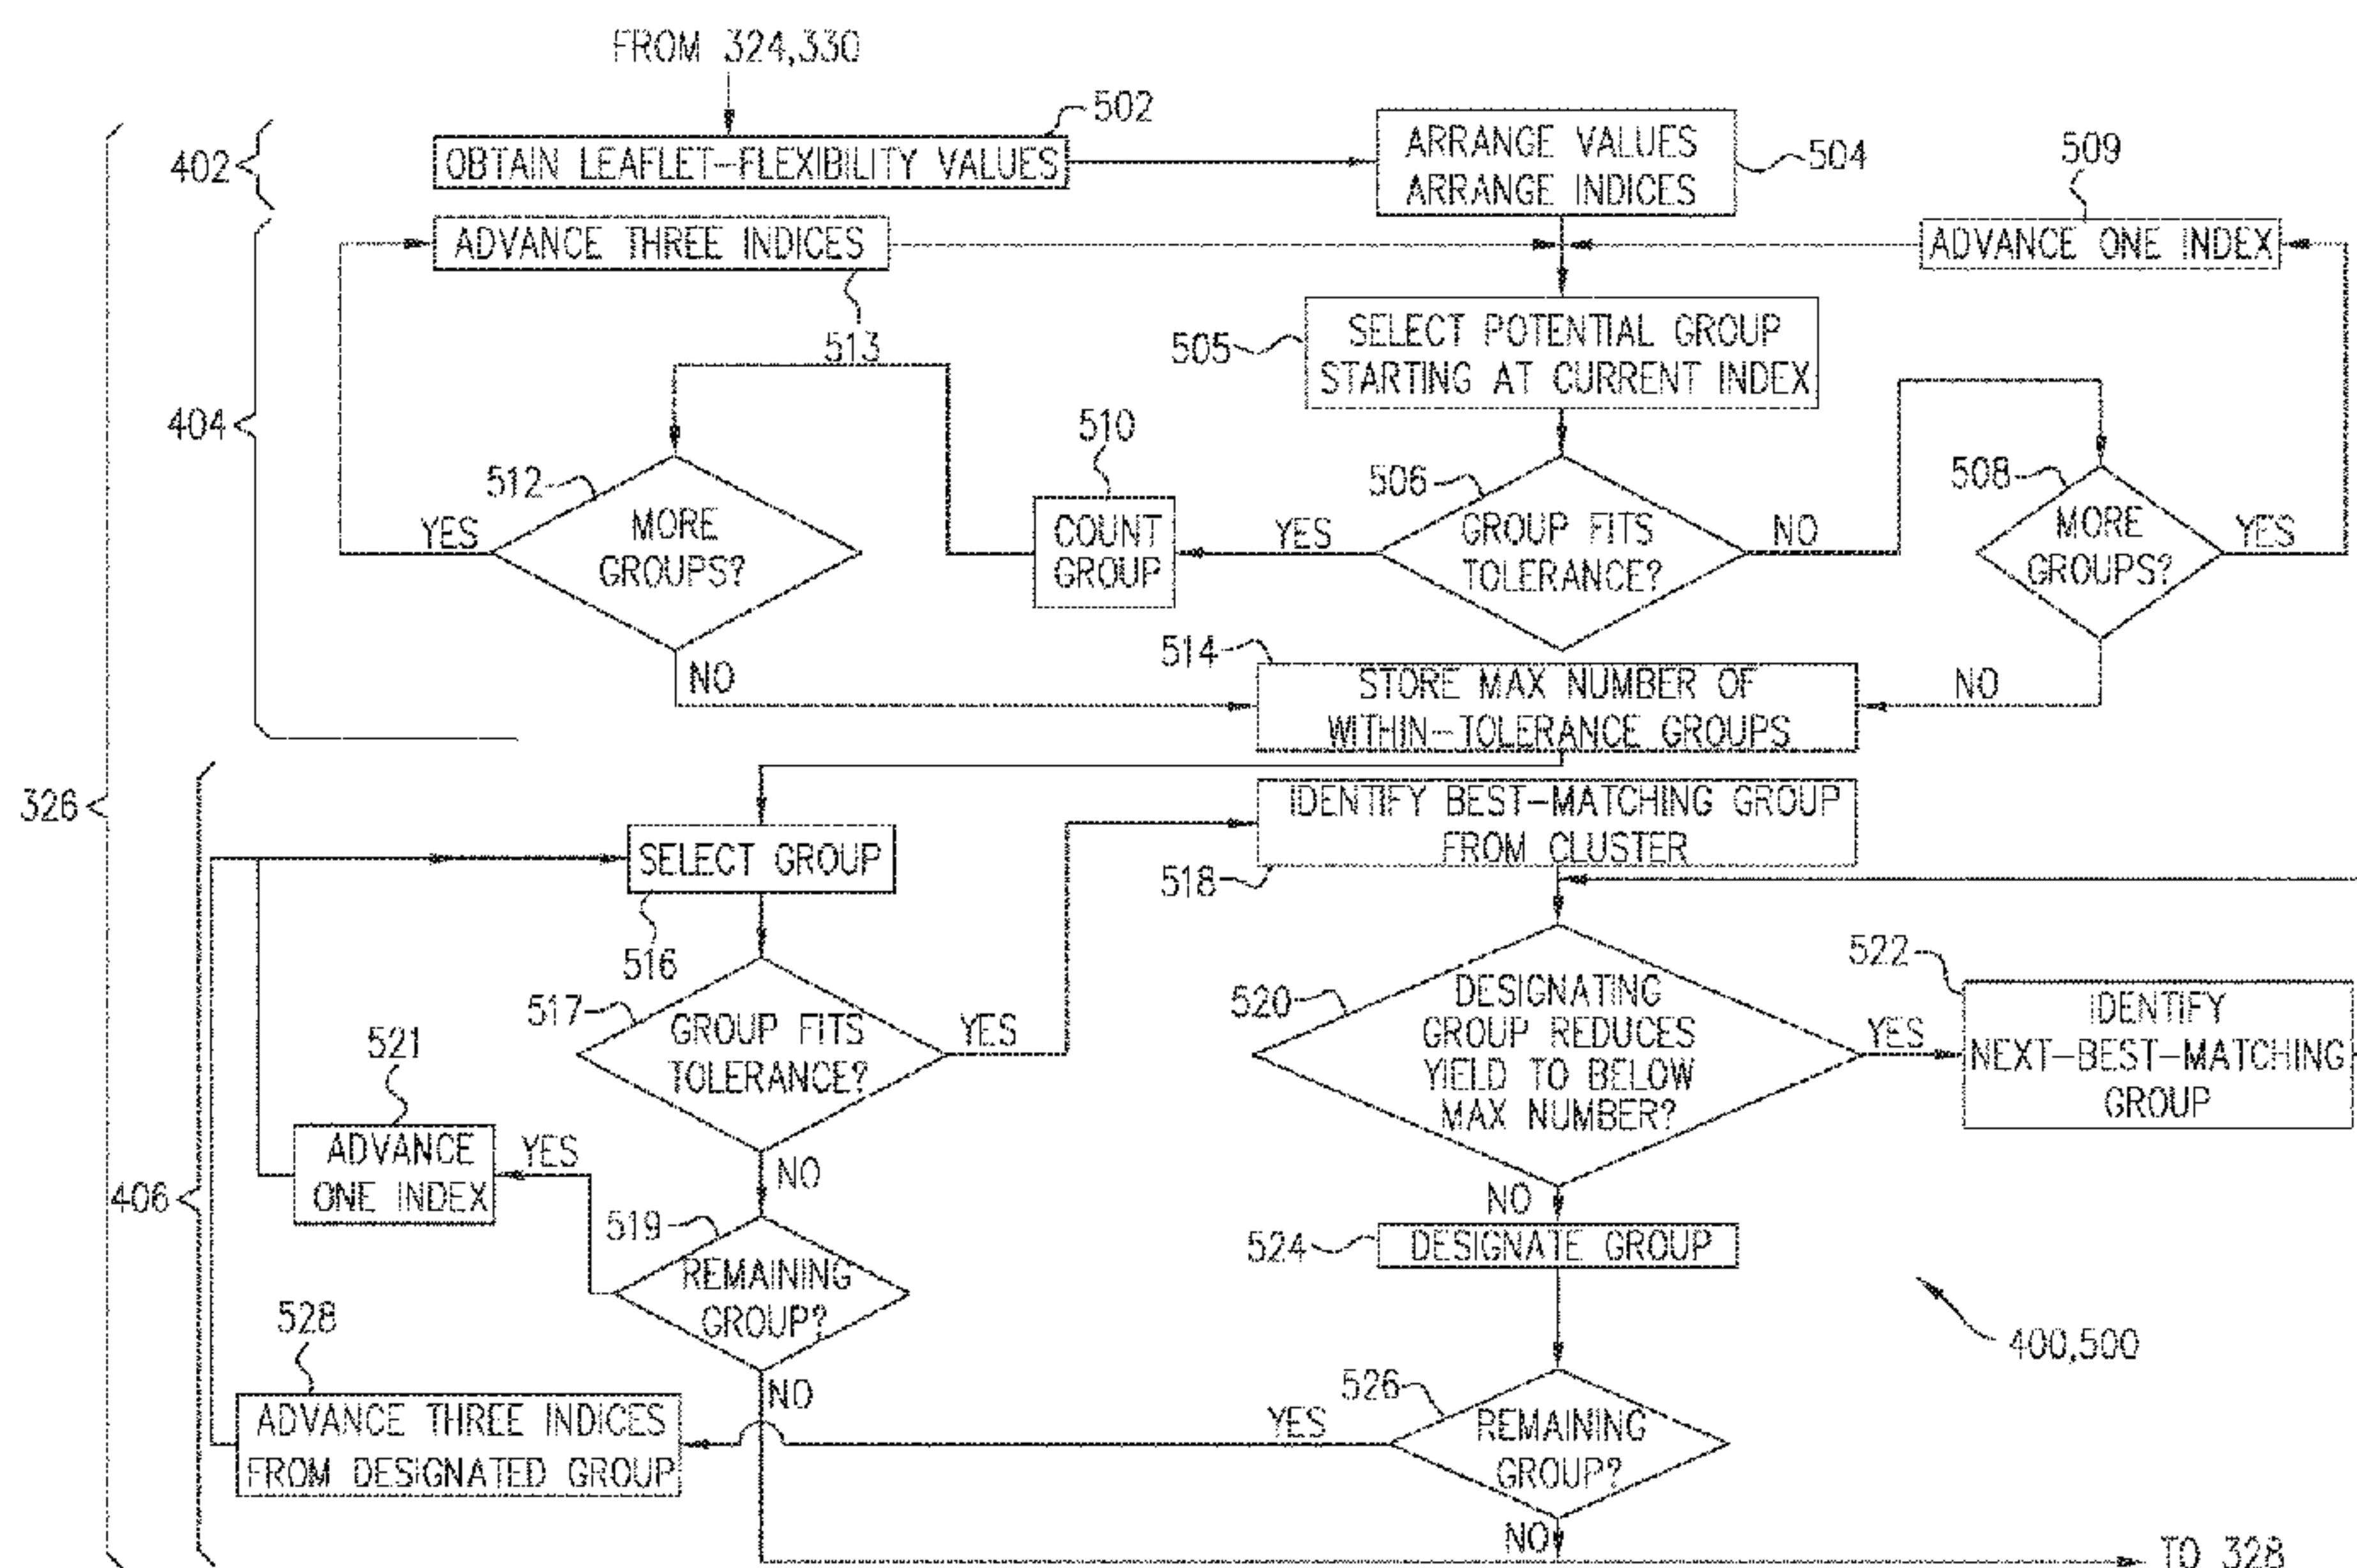 FROM 324,330
502
OBTAIN LEAFLET-FLEXIBILITY VALUES
402
ARRANGE VALUES
ARRANGE INDICES
504
509
ADVANCE THREE INDICES
ADVANCE ONE INDEX
513
505
SELECT POTENTIAL GROUP
STARTING AT CURRENT INDEX
404
510
512
506
508
YES
MORE
GROUPS?
COUNT
GROUP
YES
GROUP FITS
TOLERANCE?
NO
MORE
GROUPS?
YES
514
NO
STORE MAX NUMBER OF
WITHIN-TOLERANCE GROUPS
NO
326
IDENTIFY BEST-MATCHING GROUP
FROM CLUSTER
518
SELECT GROUP
516
517
GROUP FITS
TOLERANCE?
YES
520
DESIGNATING
GROUP REDUCES
YIELD TO BELOW
MAX NUMBER?
YES
522
IDENTIFY
NEXT-BEST-MATCHING
GROUP
521
ADVANCE
ONE INDEX
YES
NO
406
519
REMAINING
GROUP?
NO
524
DESIGNATE GROUP
528
ADVANCE THREE INDICES
FROM DESIGNATED GROUP
NO
YES
526
REMAINING
GROUP?
400,500
NO
TO 328